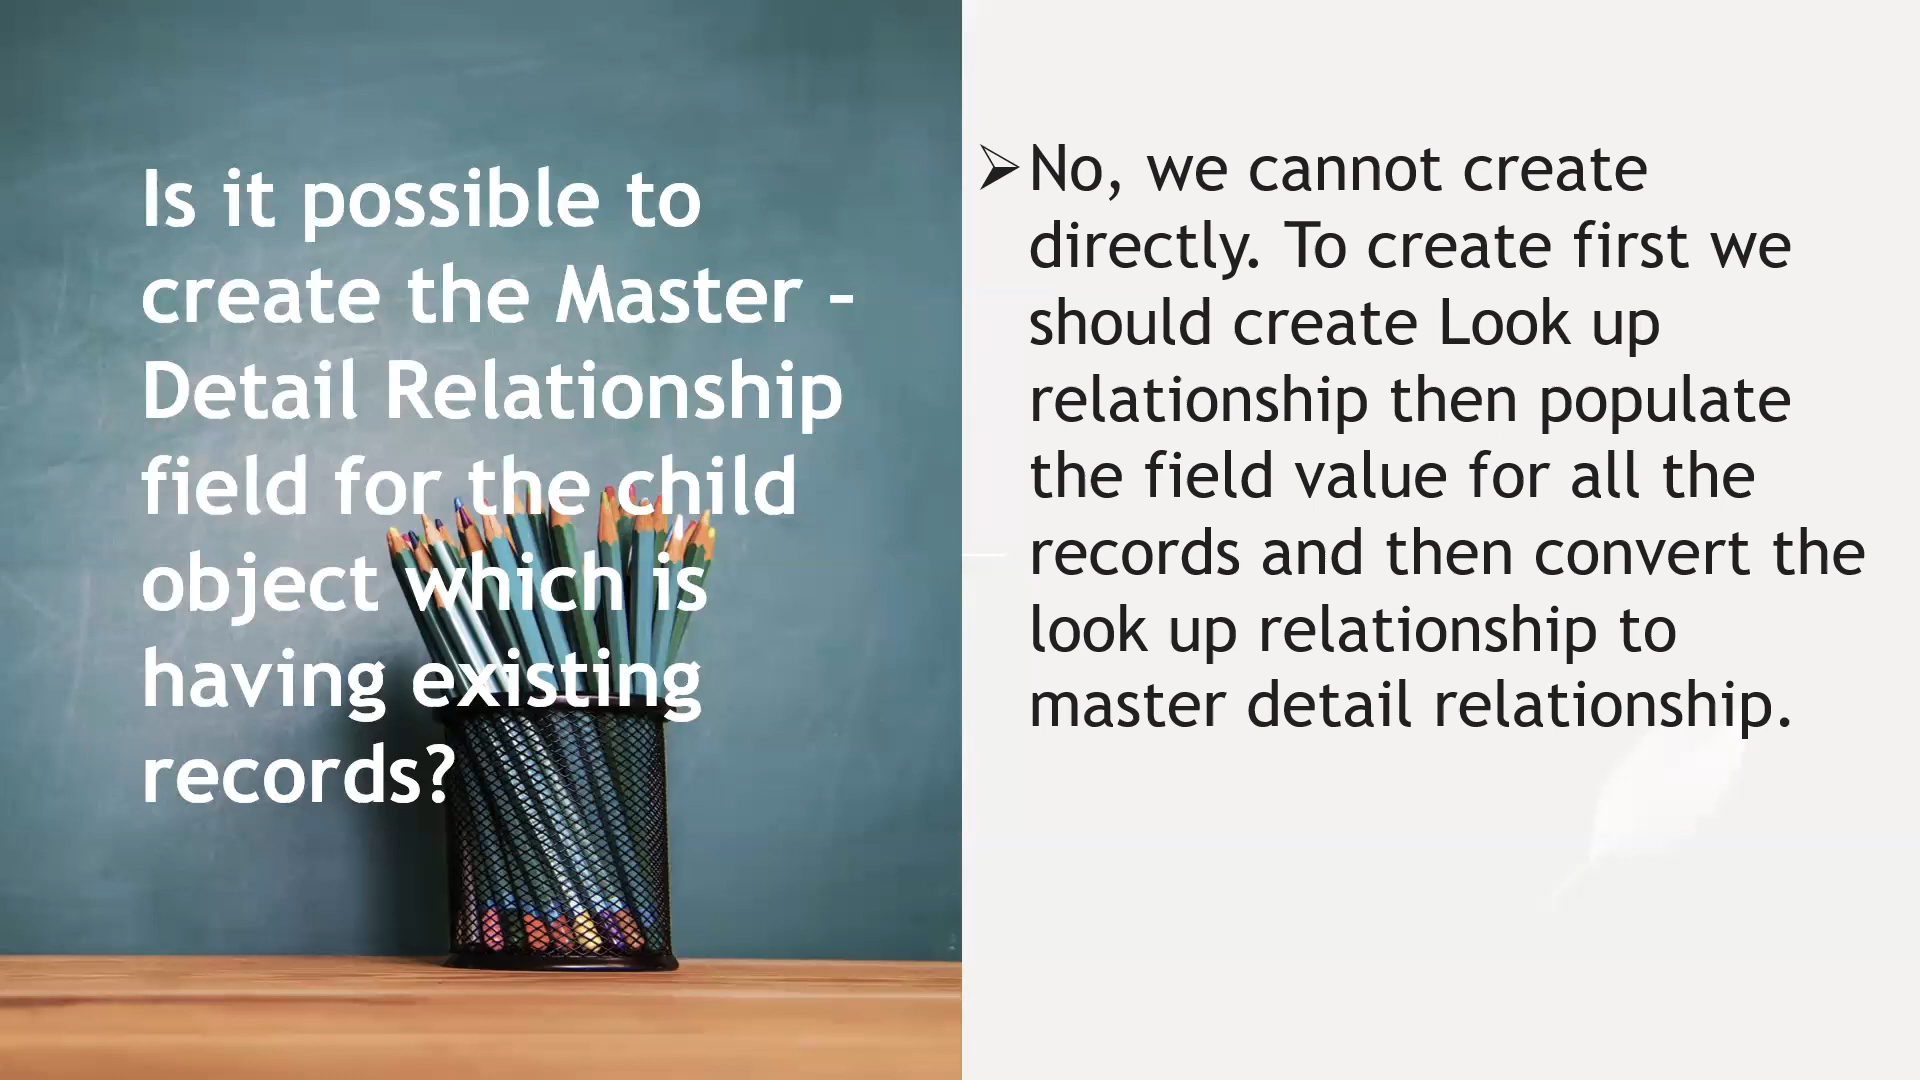 Is it possible to
create the Master –
Detail Relationship
field for the child
object which is
having existing
records?
No, we cannot create
directly. To create first we
should create Look up
relationship then populate
the field value for all the
records and then convert the
look up relationship to
master detail relationship.